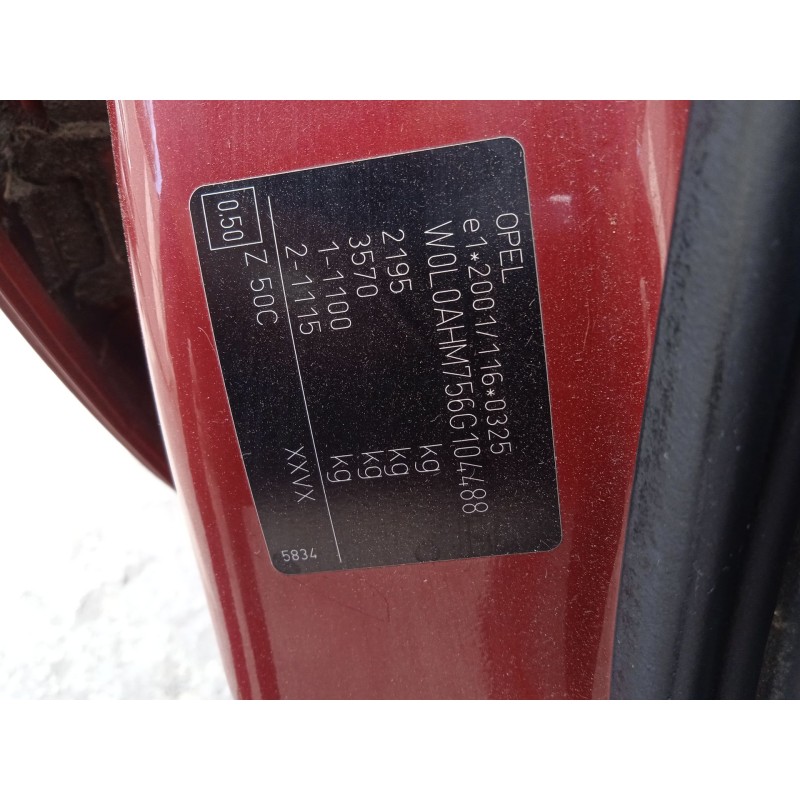 OPEL
e1*2001/116*0325
W0L0AHM756G104488
2195 kg
3570 kg
1-1100 kg
2-1115 kg
XXVX
0.50 Z 50C
5834